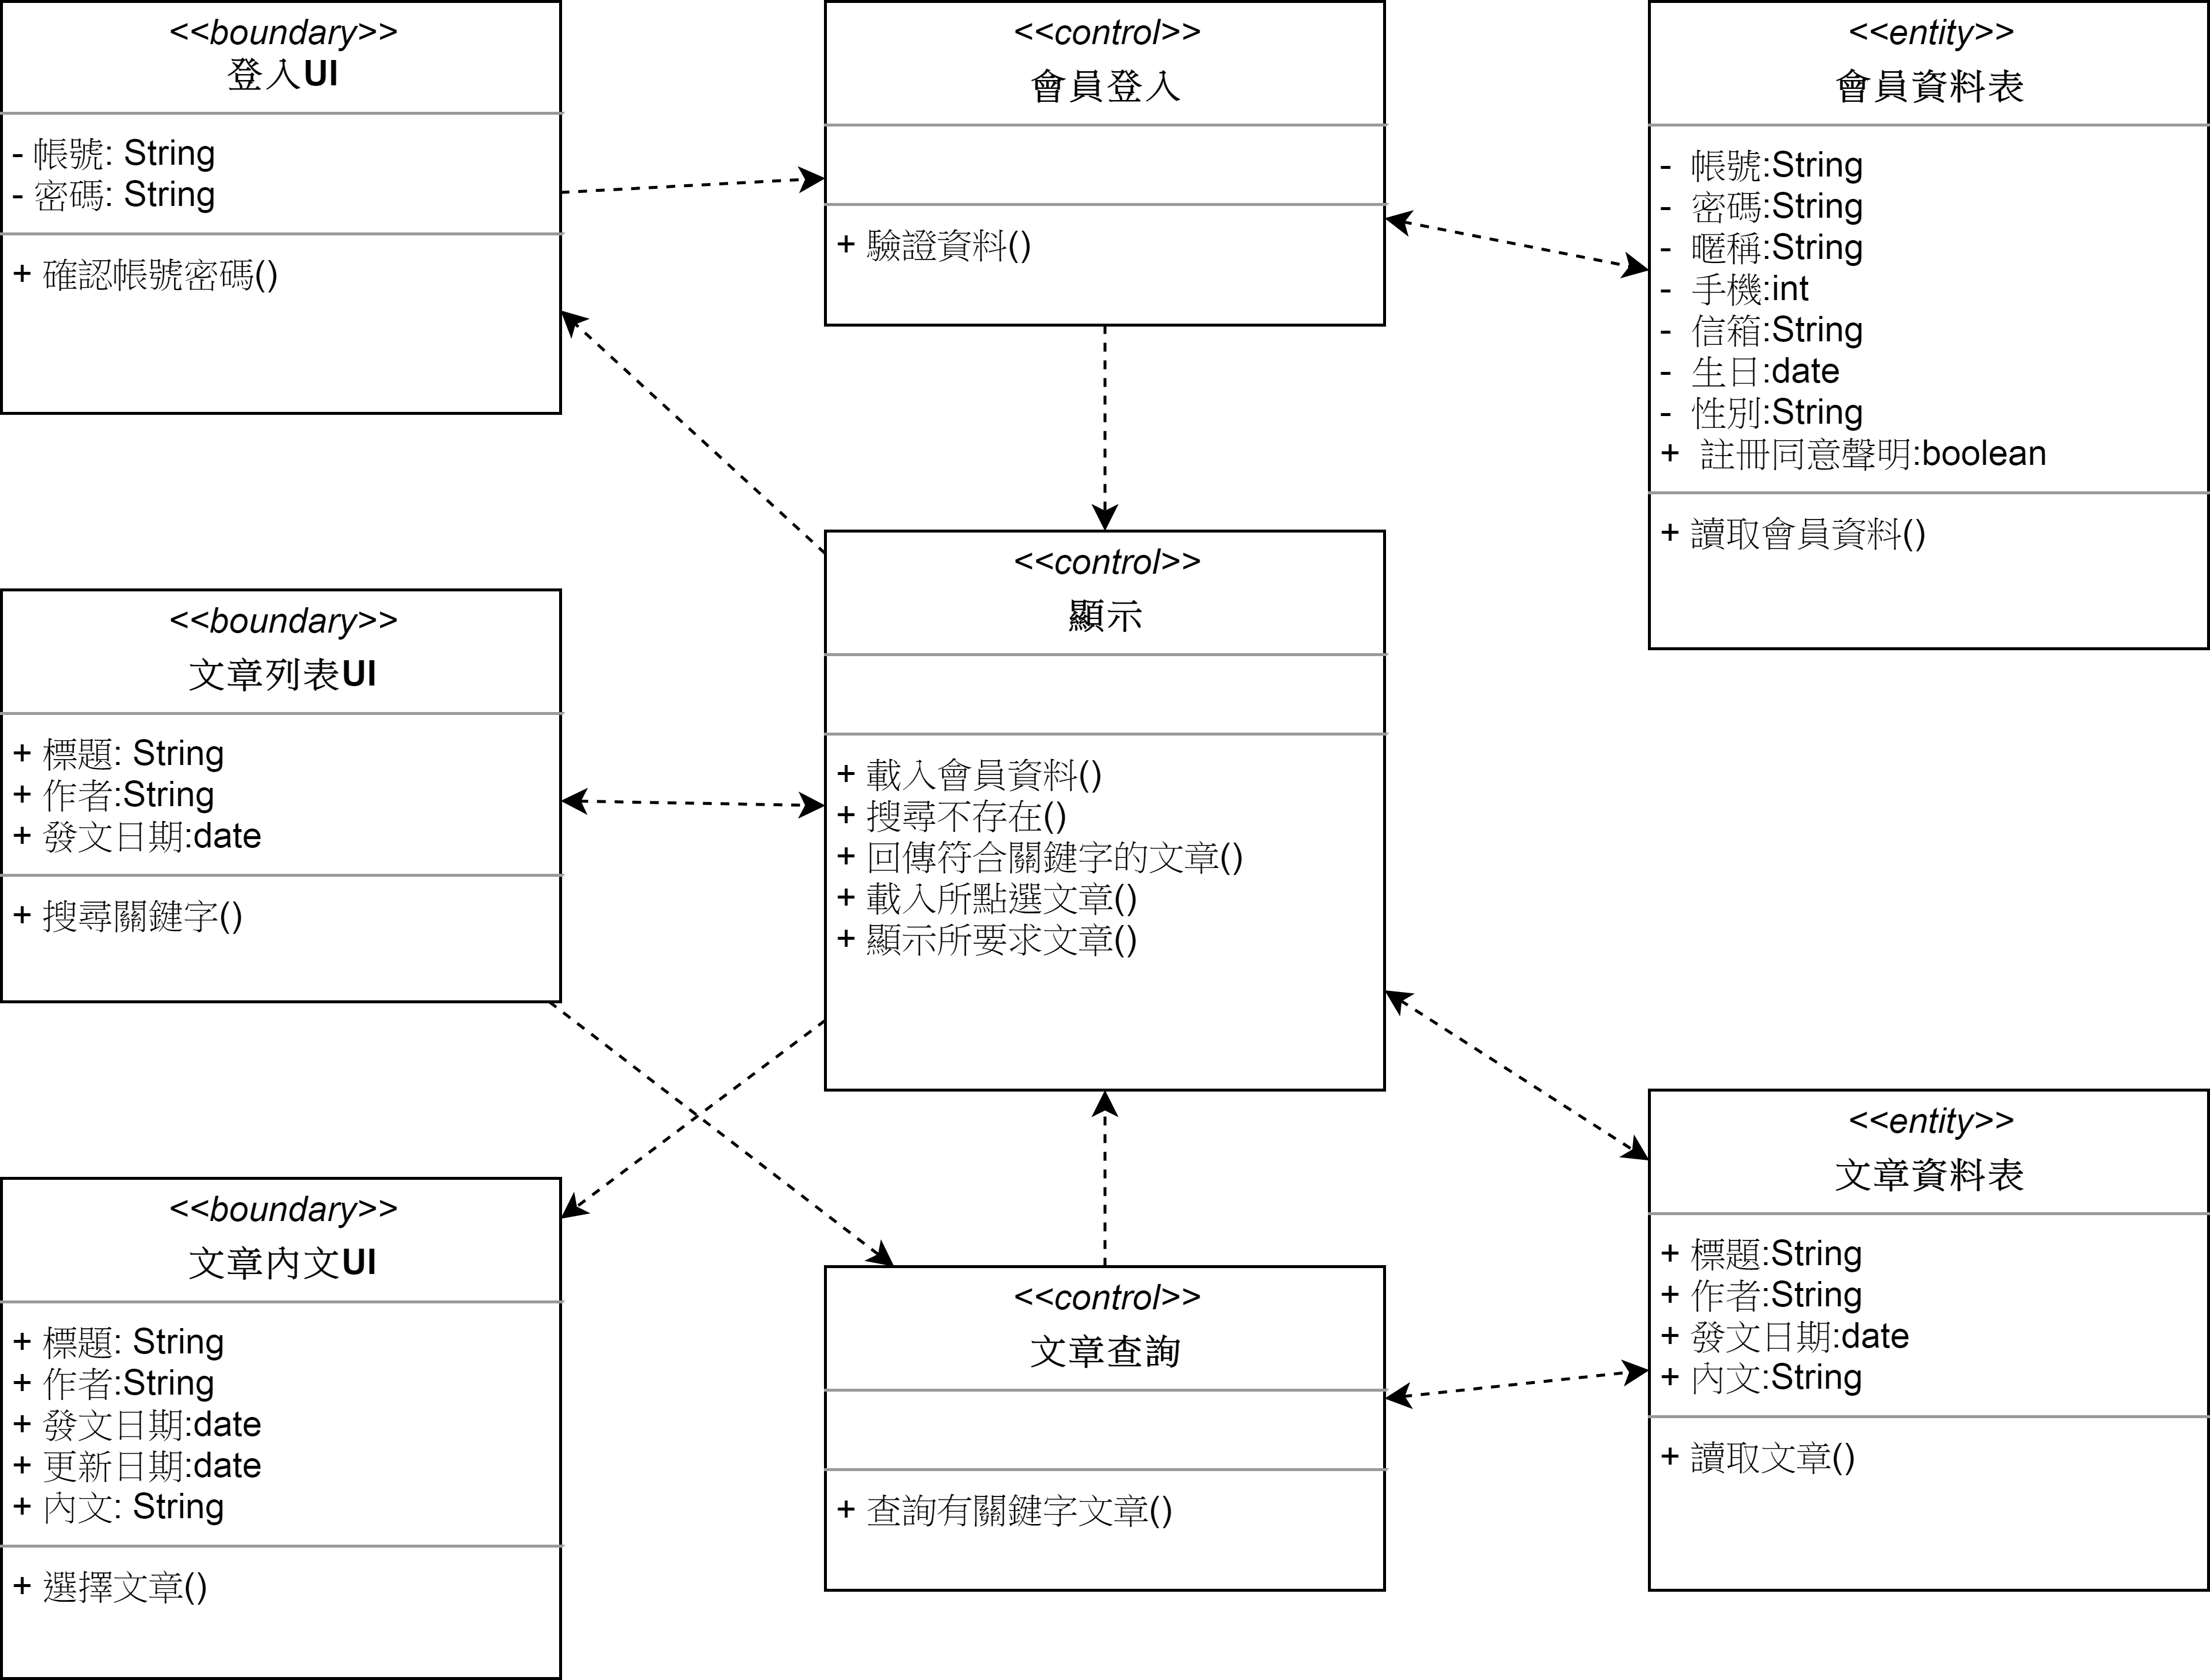 <<boundary>>
登入UI
- 帳號: String
- 密碼: String
+ 確認帳號密碼()
<<control>>
會員登入
+ 驗證資料()
<<entity>>
會員資料表
-  帳號:String
-  密碼:String
-  暱稱:String
-  手機:int
-  信箱:String
-  生日:date
-  性別:String
+  註冊同意聲明:boolean
+ 讀取會員資料()
<<boundary>>
文章列表UI
+ 標題: String
+ 作者:String
+ 發文日期:date
+ 搜尋關鍵字()
<<control>>
顯示
+ 載入會員資料()
+ 搜尋不存在()
+ 回傳符合關鍵字的文章()
+ 載入所點選文章()
+ 顯示所要求文章()
<<boundary>>
文章內文UI
+ 標題: String
+ 作者:String
+ 發文日期:date
+ 更新日期:date
+ 內文: String
+ 選擇文章()
<<control>>
文章查詢
+ 查詢有關鍵字文章()
<<entity>>
文章資料表
+ 標題:String
+ 作者:String
+ 發文日期:date
+ 內文:String
+ 讀取文章()